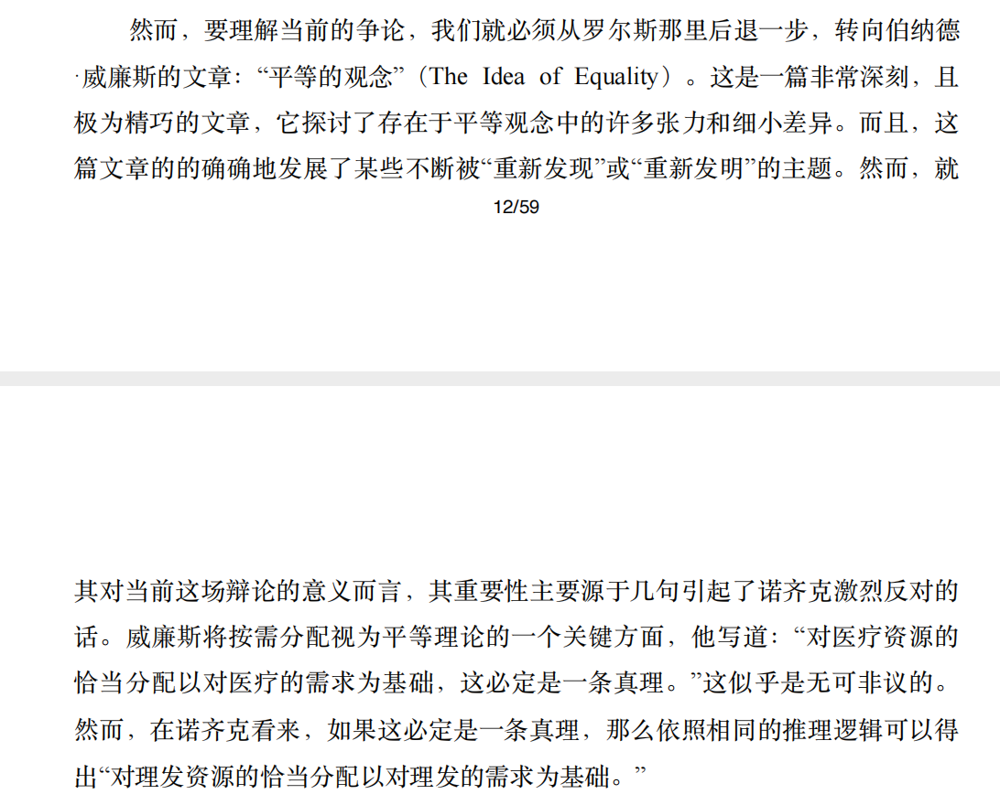 然而，要理解当前的争论，我们就必须从罗尔斯那里后退一步，转向伯纳德
·威廉斯的文章：“平等的观念”（The Idea of Equality）。这是一篇非常深刻，且
极为精巧的文章，它探讨了存在于平等观念中的许多张力和细小差异。而且，这
篇文章的的确确地发展了某些不断被“重新发现”或“重新发明”的主题。然而，就
12/59
其对当前这场辩论的意义而言，其重要性主要源于几句引起了诺齐克激烈反对的
话。威廉斯将按需分配视为平等理论的一个关键方面，他写道：“对医疗资源的
恰当分配以对医疗的需求为基础，这必定是一条真理。”这似乎是无可非议的。
然而，在诺齐克看来，如果这必定是一条真理，那么依照相同的推理逻辑可以得
出“对理发资源的恰当分配以对理发的需求为基础。”